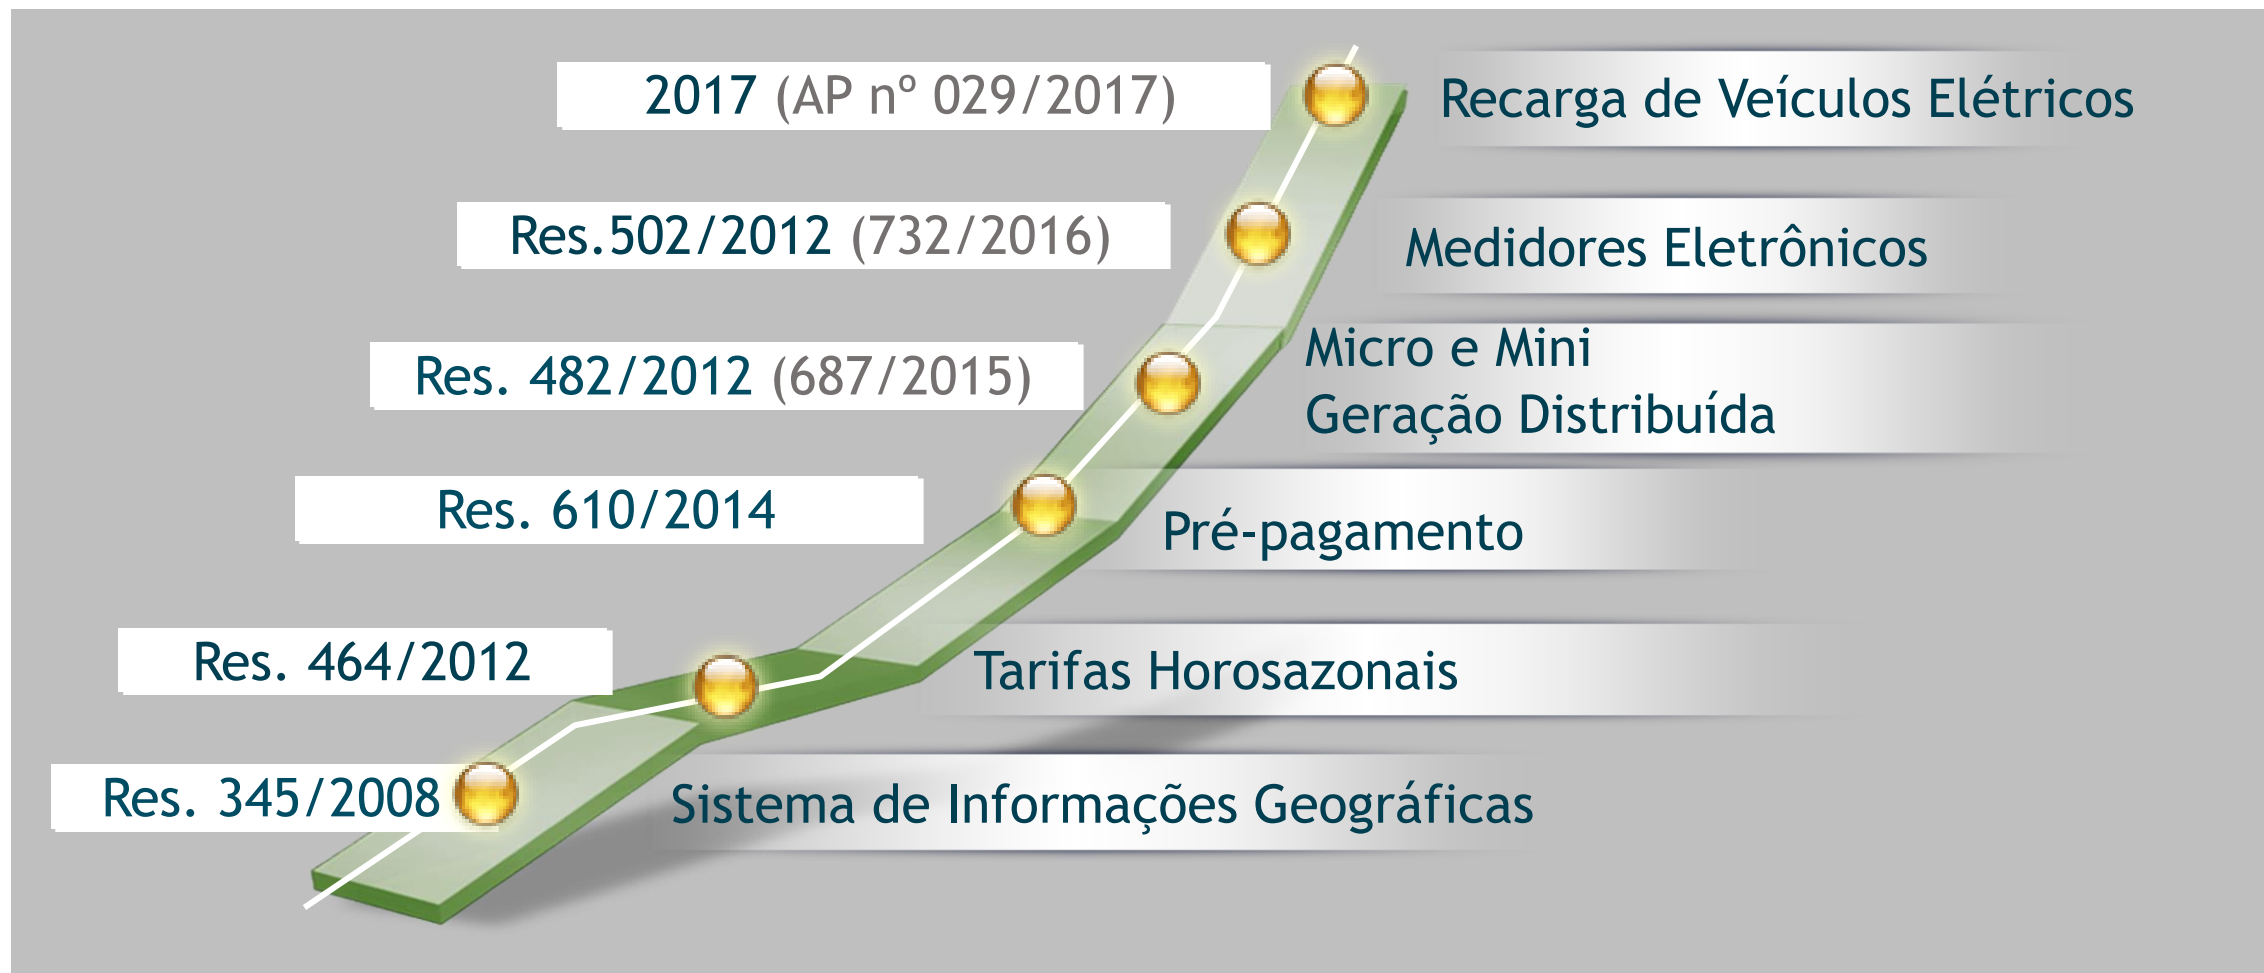 2017 (AP nº 029/2017)
Recarga de Veículos Elétricos
Res.502/2012 (732/2016)
Medidores Eletrônicos
Res. 482/2012 (687/2015)
Micro e Mini
Geração Distribuída
Res. 610/2014
Pré-pagamento
Res. 464/2012
Tarifas Horosazonais
Res. 345/2008
Sistema de Informações Geográficas